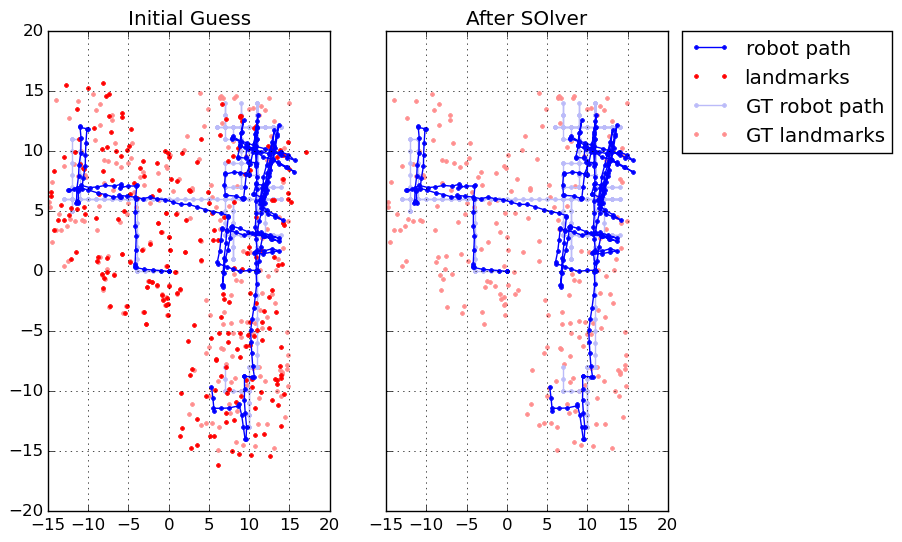 Initial Guess
After SOlver
20
15
10
5
0
−5
−10
−15
−20
−15 −10 −5 0 5 10 15 20
−15 −10 −5 0 5 10 15 20
robot path
landmarks
GT robot path
GT landmarks